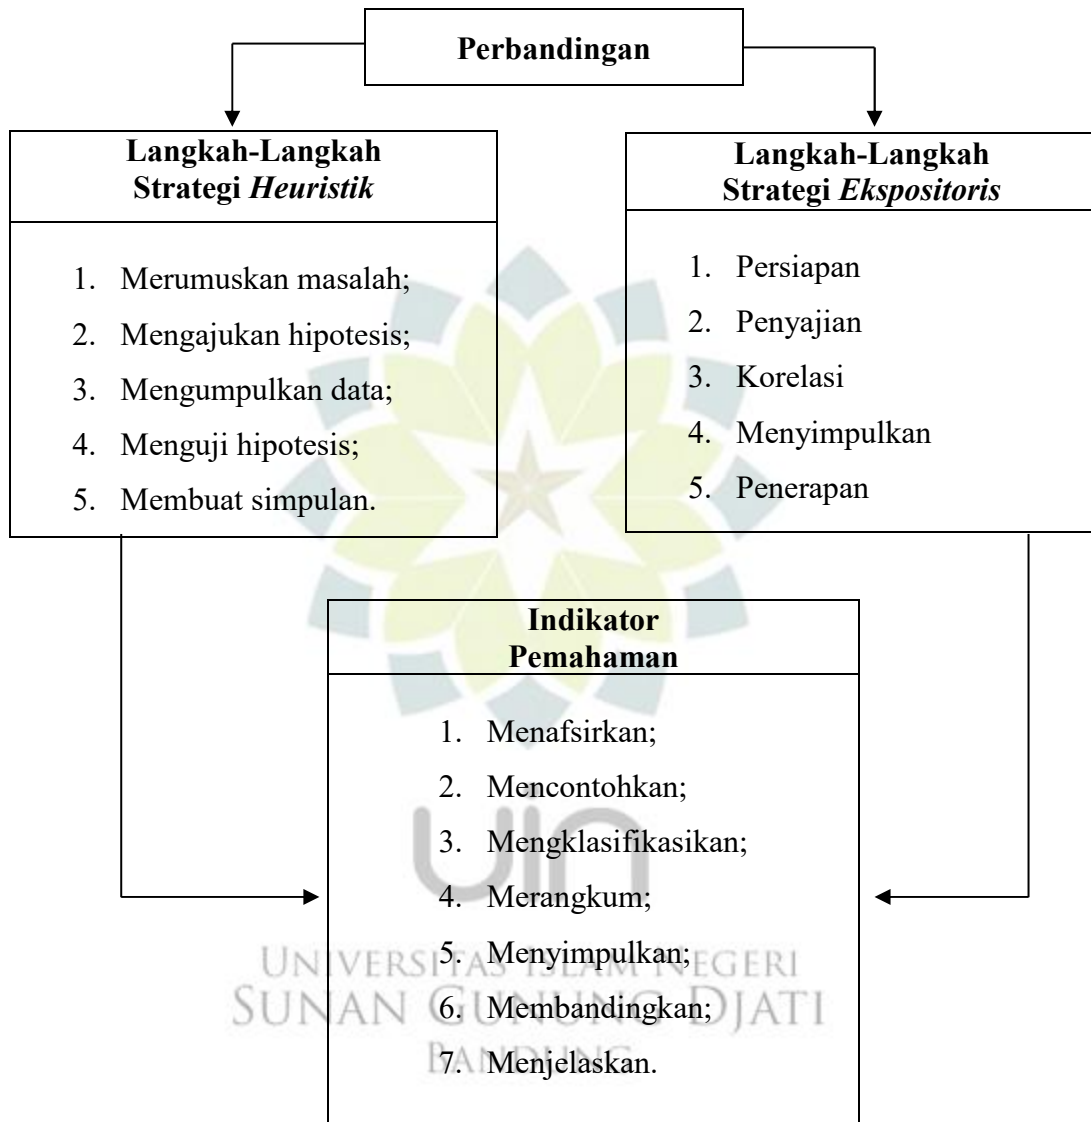 Perbandingan
Langkah-Langkah
Strategi Heuristik
1. Merumuskan masalah;
2. Mengajukan hipotesis;
3. Mengumpulkan data;
4. Menguji hipotesis;
5. Membuat simpulan.
Langkah-Langkah
Strategi Ekspositoris
1. Persiapan
2. Penyajian
3. Korelasi
4. Menyimpulkan
5. Penerapan
Indikator
Pemahaman
1. Menafsirkan;
2. Mencontohkan;
3. Mengklasifikasikan;
4. Merangkum;
5. Menyimpulkan;
6. Membandingkan;
7. Menjelaskan.
uin
UNIVERSITAS ISLAM NEGERI
SUNAN GUNUNG DJATI
BANDUNG